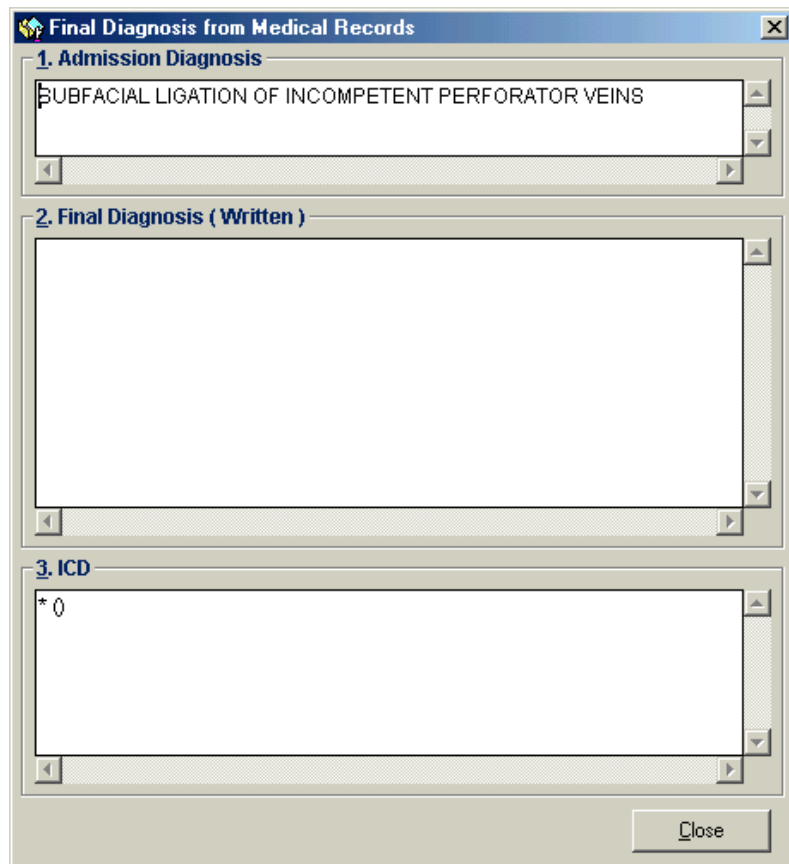 Final Diagnosis from Medical Records
1. Admission Diagnosis
SUBFACIAL LIGATION OF INCOMPETENT PERFORATOR VEINS
2. Final Diagnosis ( Written )
3. ICD
* ()
Close